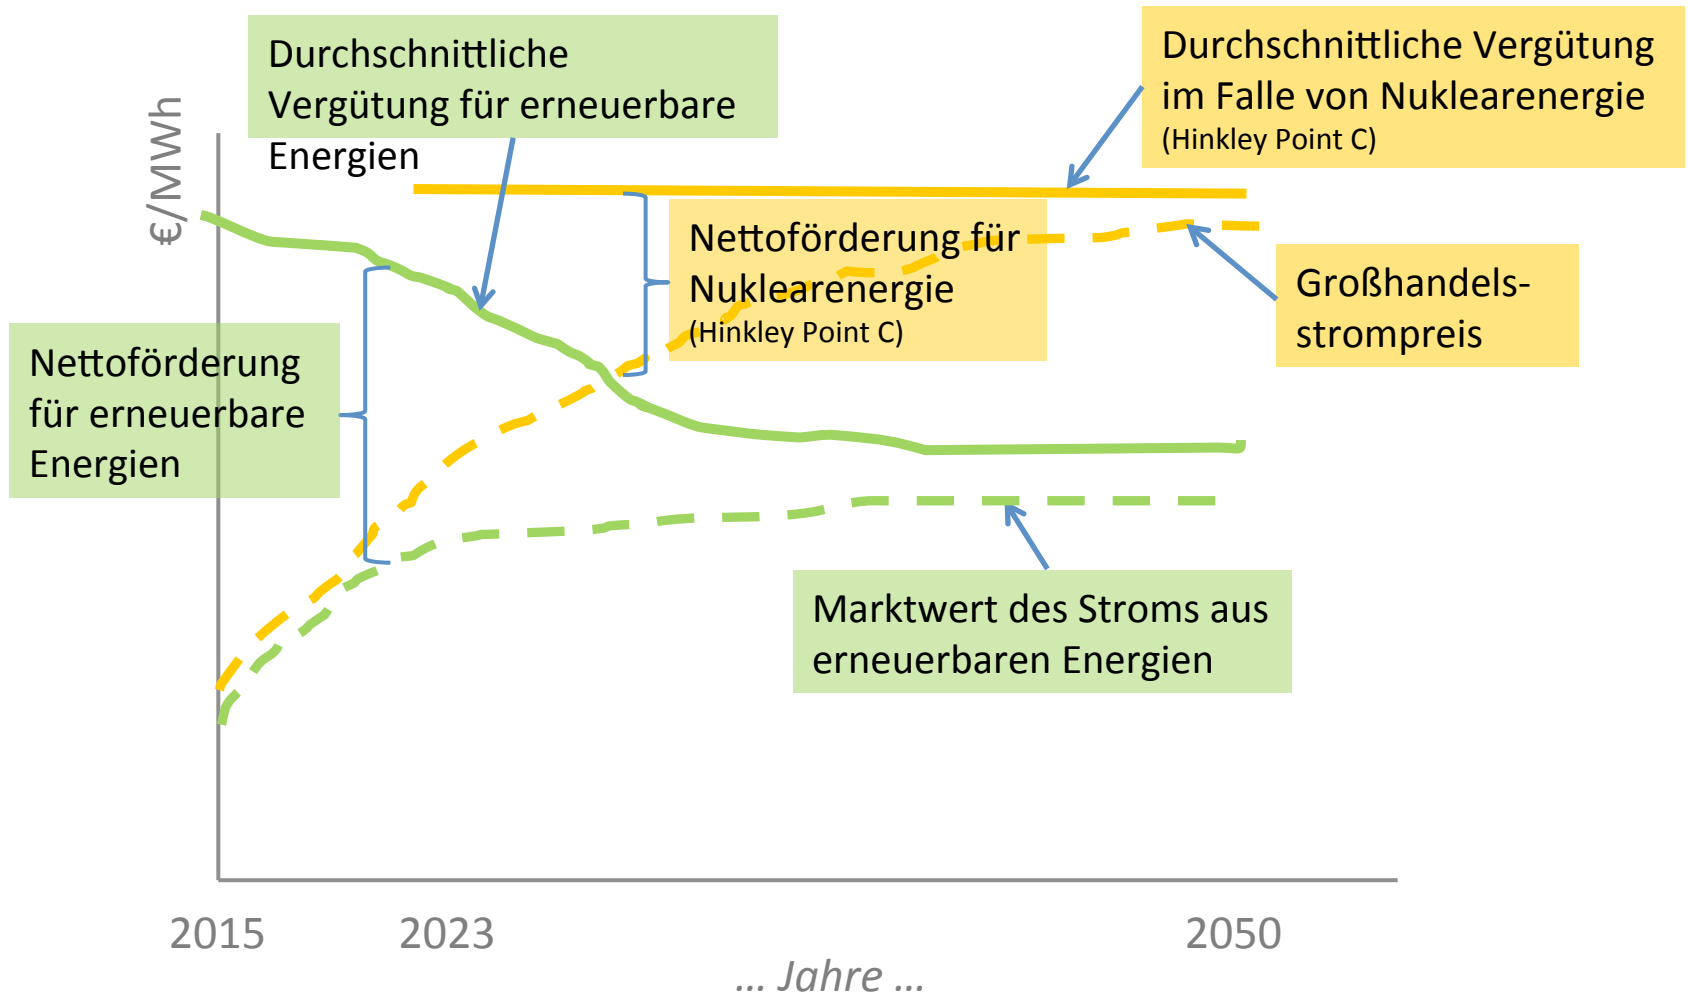 Durchschnittliche
Vergütung für erneuerbare
Energien
Durchschnittliche Vergütung
im Falle von Nuklearenergie
(Hinkley Point C)
€/MWh
Nettoförderung für
Nuklearenergie
(Hinkley Point C)
Großhandels-
strompreis
Nettoförderung
für erneuerbare
Energien
Marktwert des Stroms aus
erneuerbaren Energien
2015
2023
2050
... Jahre ...